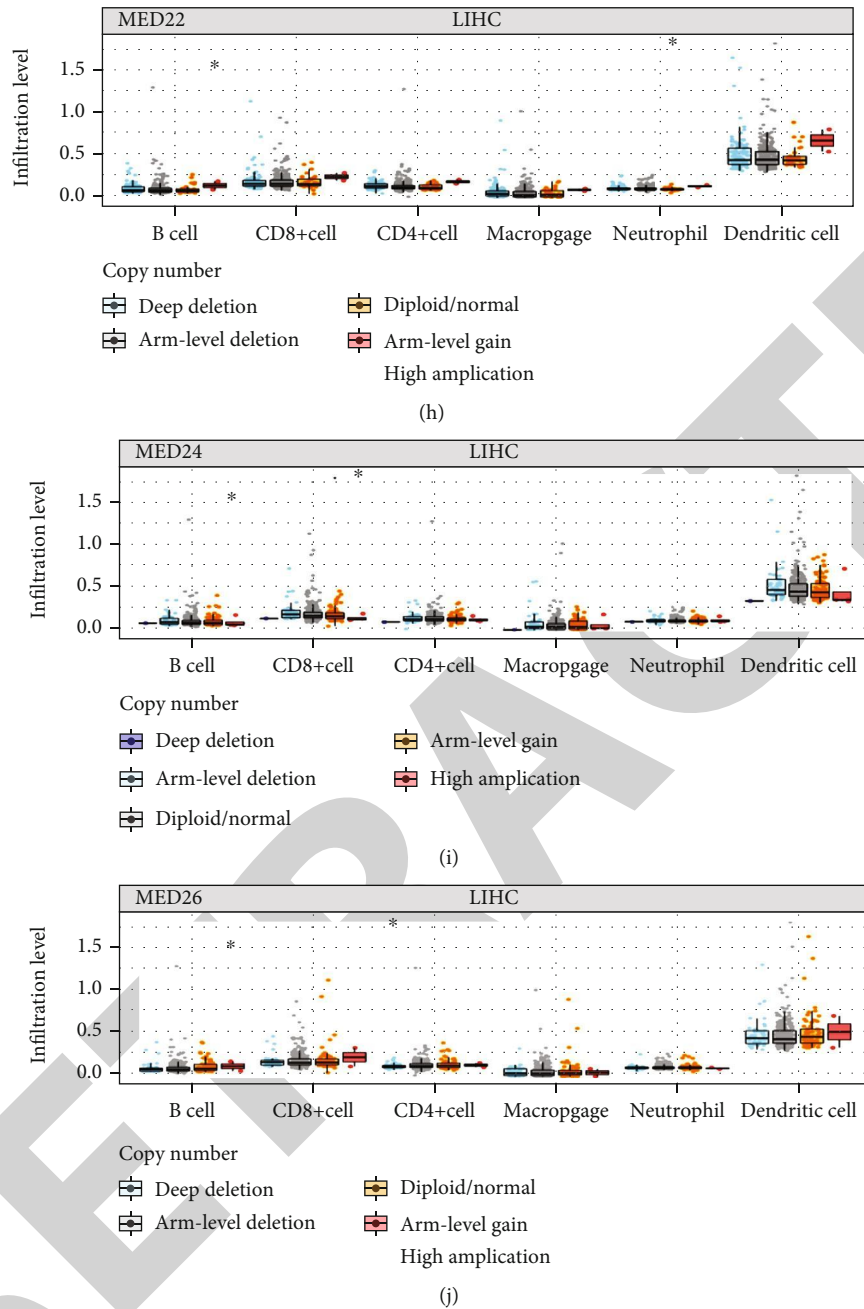 MED22 LIHC
* *
1.5
1.0
0.5
0.0
Infiltration level
B cell CD8+cell CD4+cell Macropgage Neutrophil Dendritic cell
Copy number
Deep deletion Diploid/normal
Arm-level deletion Arm-level gain
High amplication
(h)
MED24 LIHC
* *
1.5
1.0
0.5
0.0
Infiltration level
B cell CD8+cell CD4+cell Macropgage Neutrophil Dendritic cell
Copy number
Deep deletion Arm-level gain
Arm-level deletion High amplication
Diploid/normal
(i)
MED26 LIHC
* *
1.5
1.0
0.5
0.0
Infiltration level
B cell CD8+cell CD4+cell Macropgage Neutrophil Dendritic cell
Copy number
Deep deletion Diploid/normal
Arm-level deletion Arm-level gain
High amplication
(j)